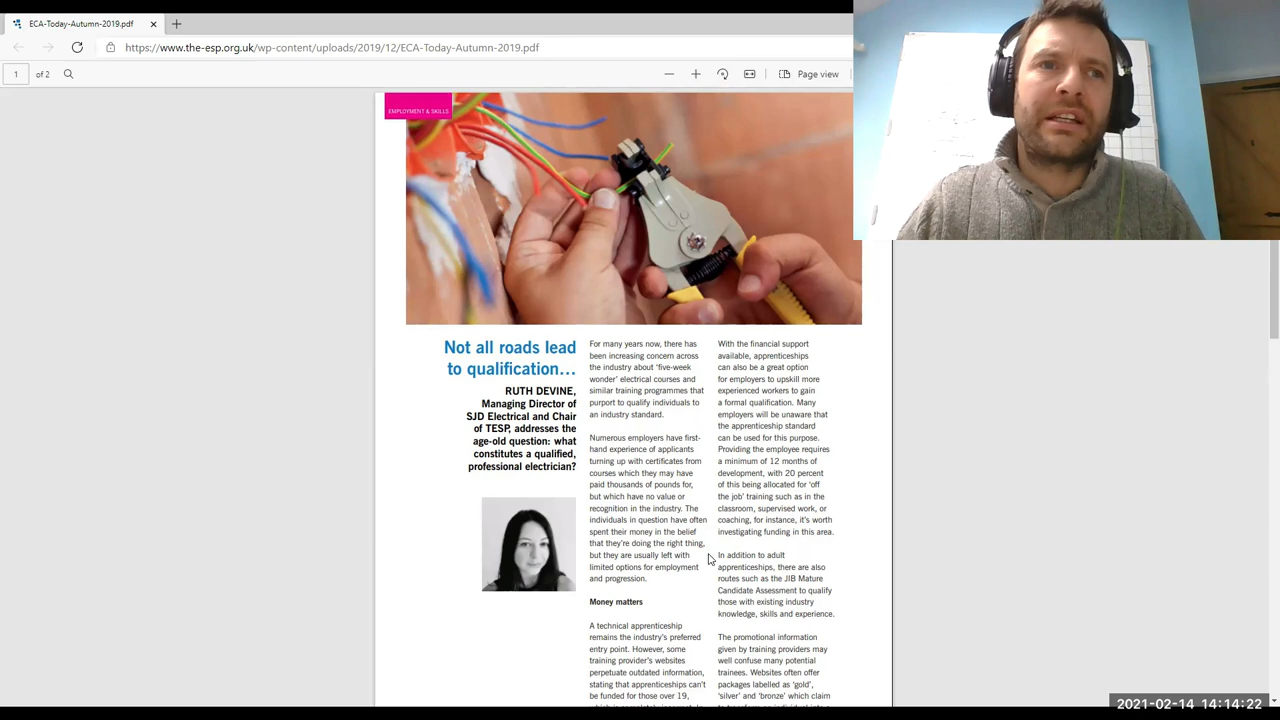 ECA-Today-Autumn-2019.pdf
https://www.the-esp.org.uk/wp-content/uploads/2019/12/ECA-Today-Autumn-2019.pdf
1 of 2
Page view
EMPLOYMENT & SKILLS
Not all roads lead
to qualification…
RUTH DEVINE,
Managing Director of
SJD Electrical and Chair
of TESP, addresses the
age-old question: what
constitutes a qualified,
professional electrician?
For many years now, there has
been increasing concern across
the industry about ‘five-week
wonder’ electrical courses and
similar training programmes that
purport to qualify individuals to
an industry standard.
Numerous employers have first-
hand experience of applicants
turning up with certificates from
courses which they may have
paid thousands of pounds for,
but which have no value or
recognition in the industry. The
individuals in question have often
spent their money in the belief
that they’re doing the right thing,
but they are usually left with
limited options for employment
and progression.
Money matters
A technical apprenticeship
remains the industry’s preferred
entry point. However, some
training provider’s websites
perpetuate outdated information,
stating that apprenticeships can’t
be funded for those over 19,
With the financial support
available, apprenticeships
can also be a great option
for employers to upskill more
experienced workers to gain
a formal qualification. Many
employers will be unaware that
the apprenticeship standard
can be used for this purpose.
Providing the employee requires
a minimum of 12 months of
development, with 20 percent
of this being allocated for ‘off
the job’ training such as in the
classroom, supervised work, or
coaching, for instance, it’s worth
investigating funding in this area.
In addition to adult
apprenticeships, there are also
routes such as the JIB Mature
Candidate Assessment to qualify
those with existing industry
knowledge, skills and experience.
The promotional information
given by training providers may
well confuse many potential
trainees. Websites often offer
packages labelled as ‘gold’,
‘silver’ and ‘bronze’ which claim
2021-02-14 14:14:22